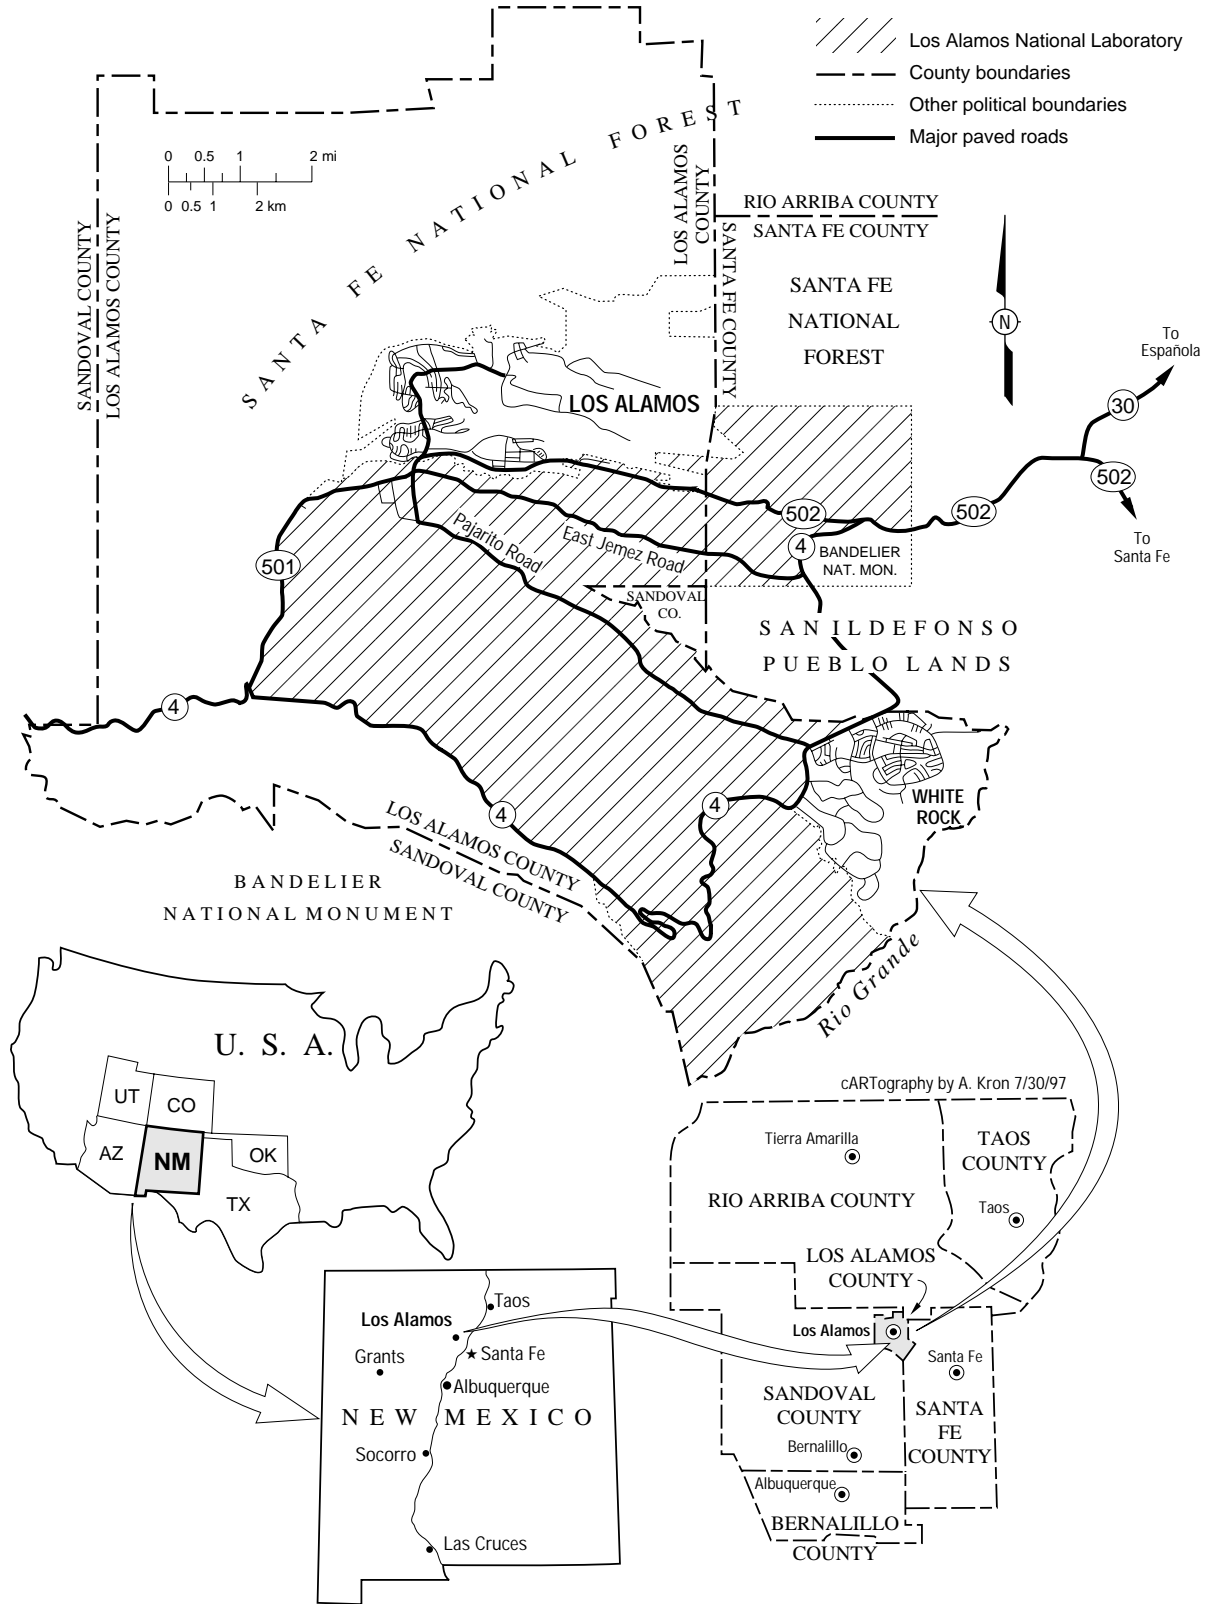 Los Alamos National Laboratory
County boundaries
Other political boundaries
Major paved roads
0 0.5 1 2 mi
0 0.5 1 2 km
SANTA FE NATIONAL FOREST
SANDOVAL COUNTY
LOS ALAMOS COUNTY
LOS ALAMOS
COUNTY
SANTA FE COUNTY
RIO ARRIBA COUNTY
SANTA FE COUNTY
SANTA FE
NATIONAL
FOREST
N
To
Española
30
502
To
Santa Fe
LOS ALAMOS
502
502
4
BANDELIER
NAT. MON.
501
Pajarito Road
East Jemez Road
SANDOVAL
CO.
SAN ILDEFONSO
PUEBLO LANDS
4
4
4
WHITE
ROCK
LOS ALAMOS COUNTY
SANDOVAL COUNTY
BANDELIER
NATIONAL MONUMENT
Rio Grande
U. S. A.
UT
CO
AZ
NM
OK
TX
cARTography by A. Kron 7/30/97
Tierra Amarilla
TAOS
COUNTY
RIO ARRIBA COUNTY
Taos
LOS ALAMOS
COUNTY
Los Alamos
Santa Fe
SANDOVAL
COUNTY
SANTA
FE
COUNTY
Bernalillo
Albuquerque
BERNALILLO
COUNTY
Taos
Los Alamos
Santa Fe
Grants
Albuquerque
NEW MEXICO
Socorro
Las Cruces